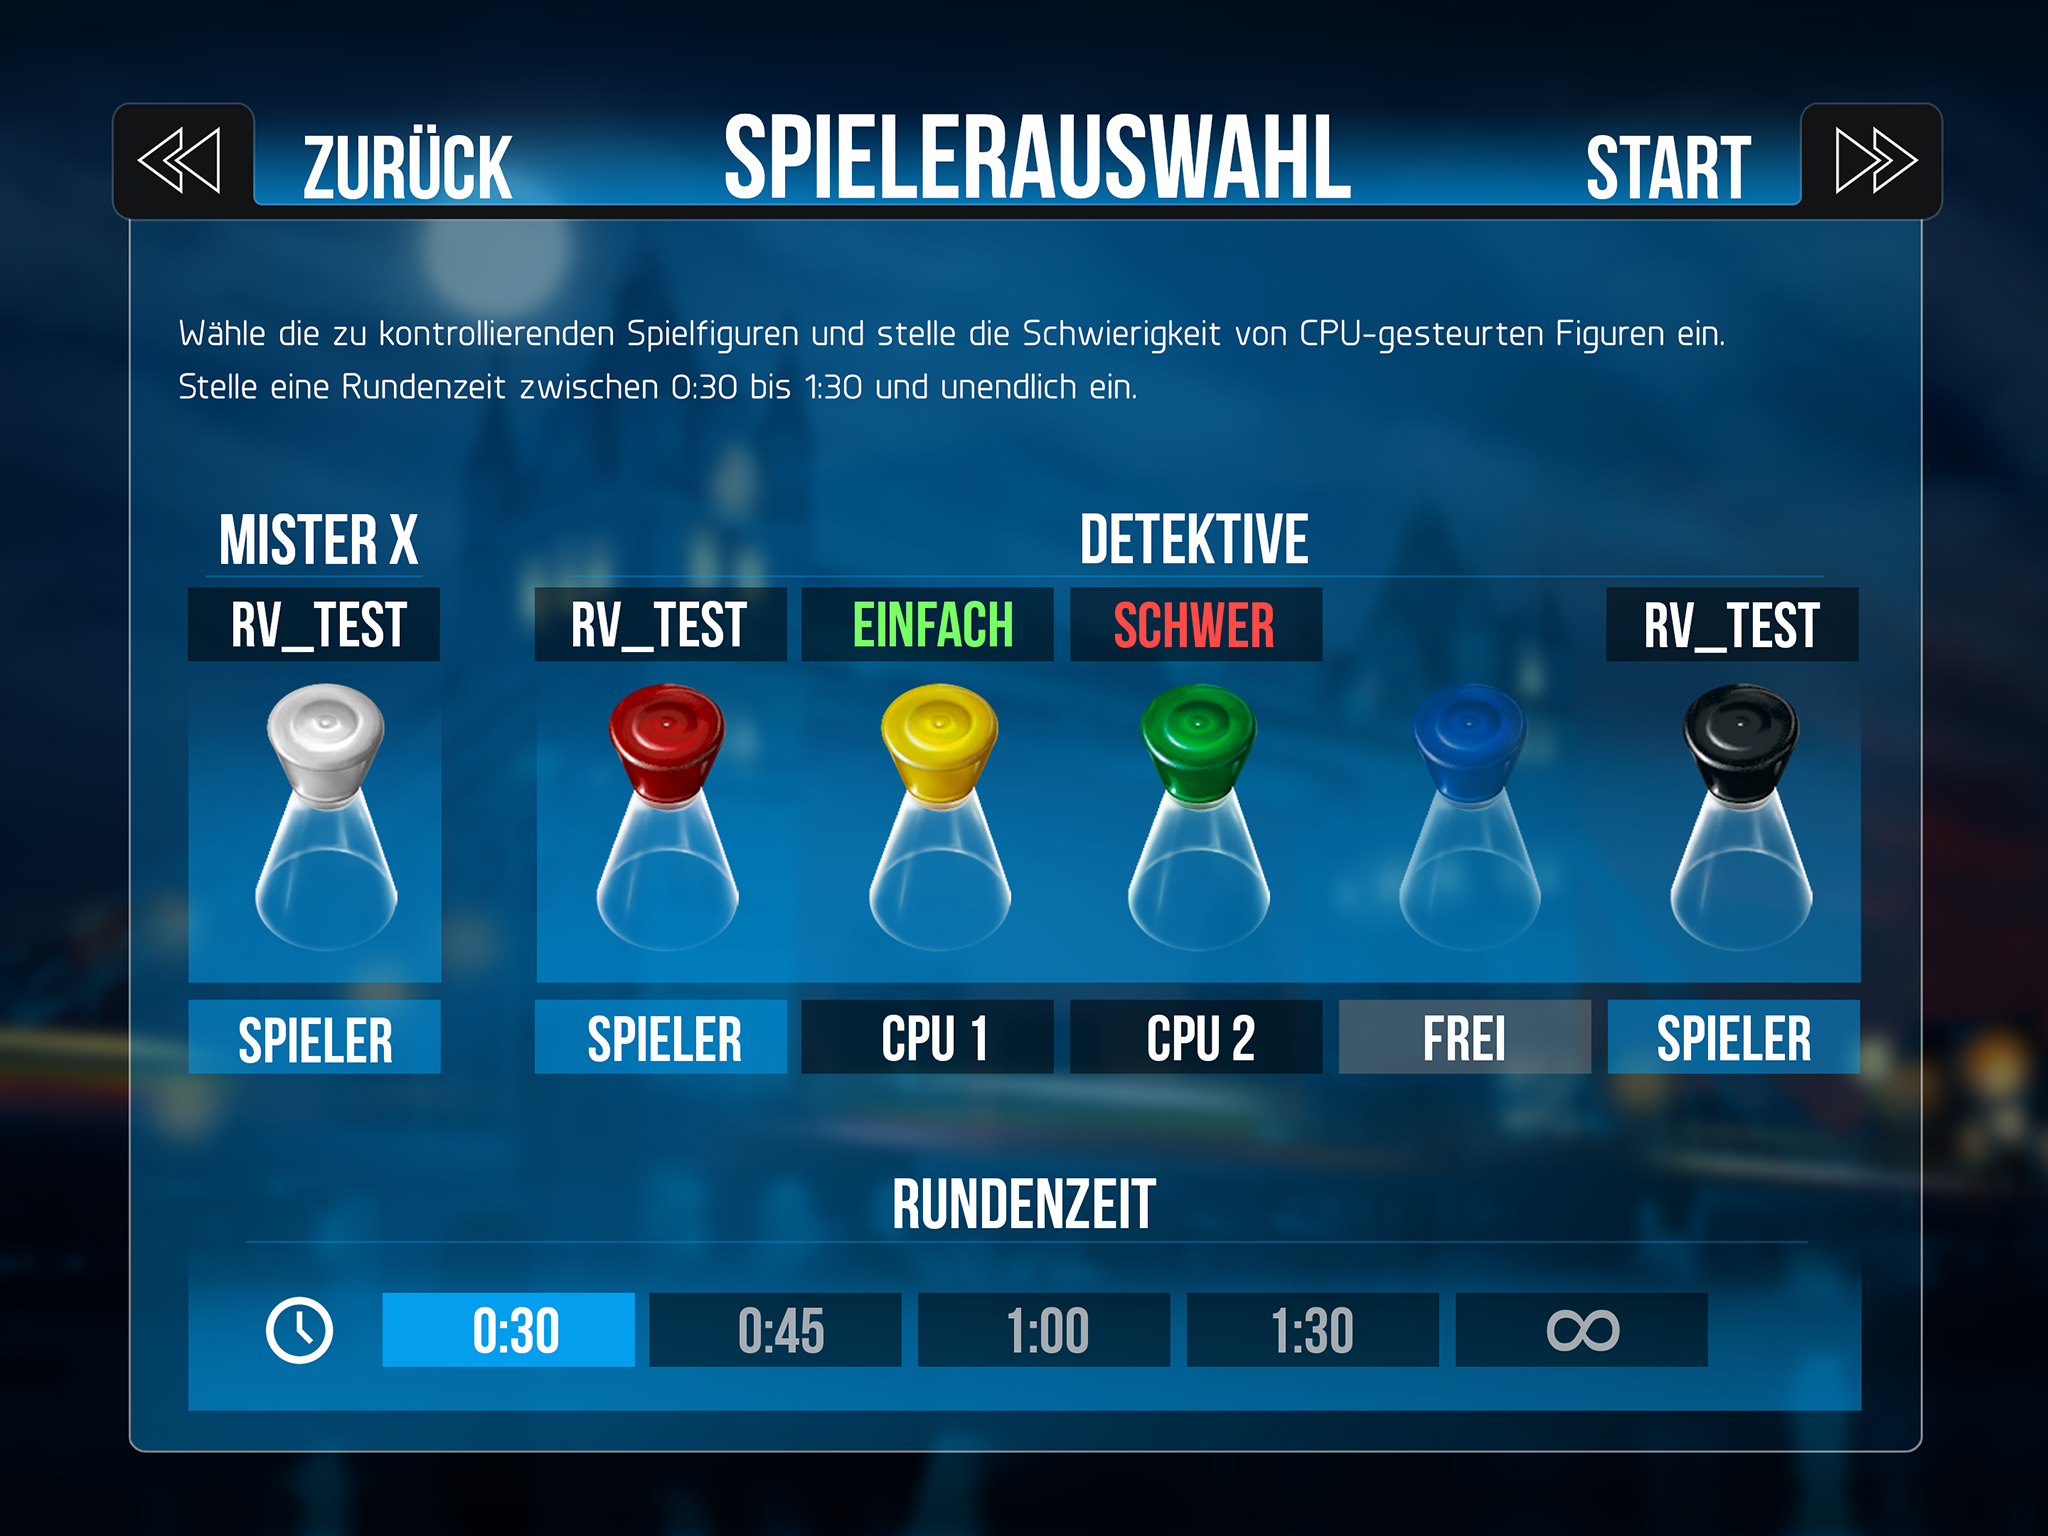 ZURÜCK
SPIELERAUSWAHL
START
Wähle die zu kontrollierenden Spielfiguren und stelle die Schwierigkeit von CPU-gesteurten Figuren ein.
Stelle eine Rundenzeit zwischen 0:30 bis 1:30 und unendlich ein.
MISTER X
DETEKTIVE
RV_TEST
RV_TEST
EINFACH
SCHWER
RV_TEST
SPIELER
SPIELER
CPU 1
CPU 2
FREI
SPIELER
RUNDENZEIT
0:30
0:45
1:00
1:30
∞